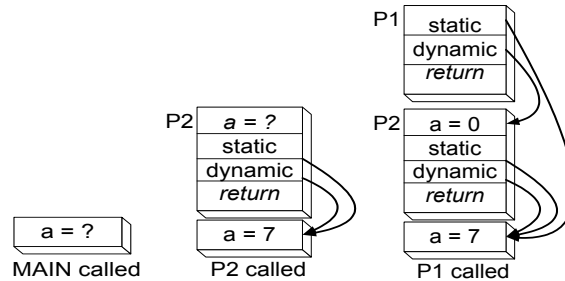 a = ?
MAIN called
P2
a = ?
static
dynamic
return
a = 7
P2 called
P1
static
dynamic
return
P2
a = 0
static
dynamic
return
a = 7
P1 called